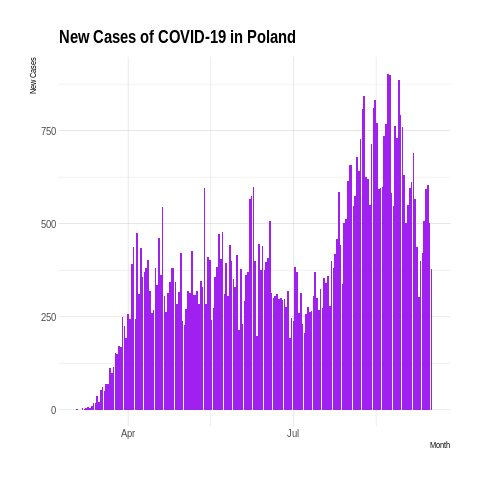 New Cases of COVID-19 in Poland
New Cases
750
500
250
0
Apr
Jul
Month